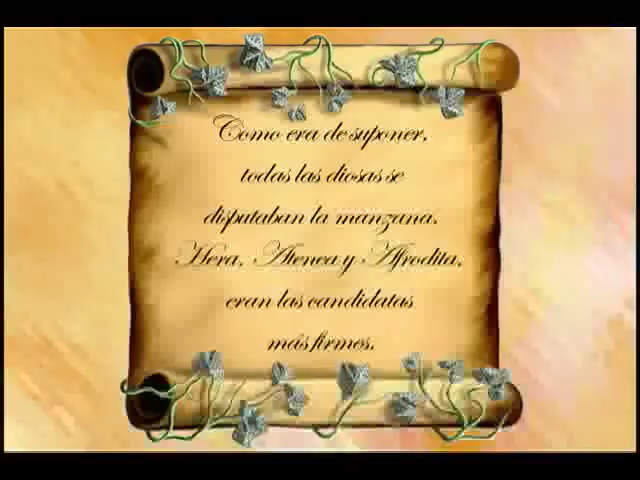 Como era de suponer,
todas las diosas se
disputaban la manzana.
Hera, Atenea y Afrodita,
eran las candidatas
más firmes.